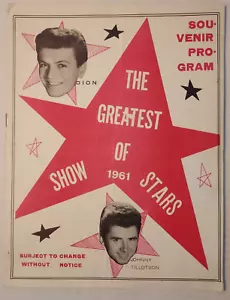 SOU-
VENIR
PRO-
GRAM
DION
THE
GREATEST
OF
SHOW 1961 STARS
JOHNNY
TILLOTSON
SUBJECT TO CHANGE
WITHOUT NOTICE